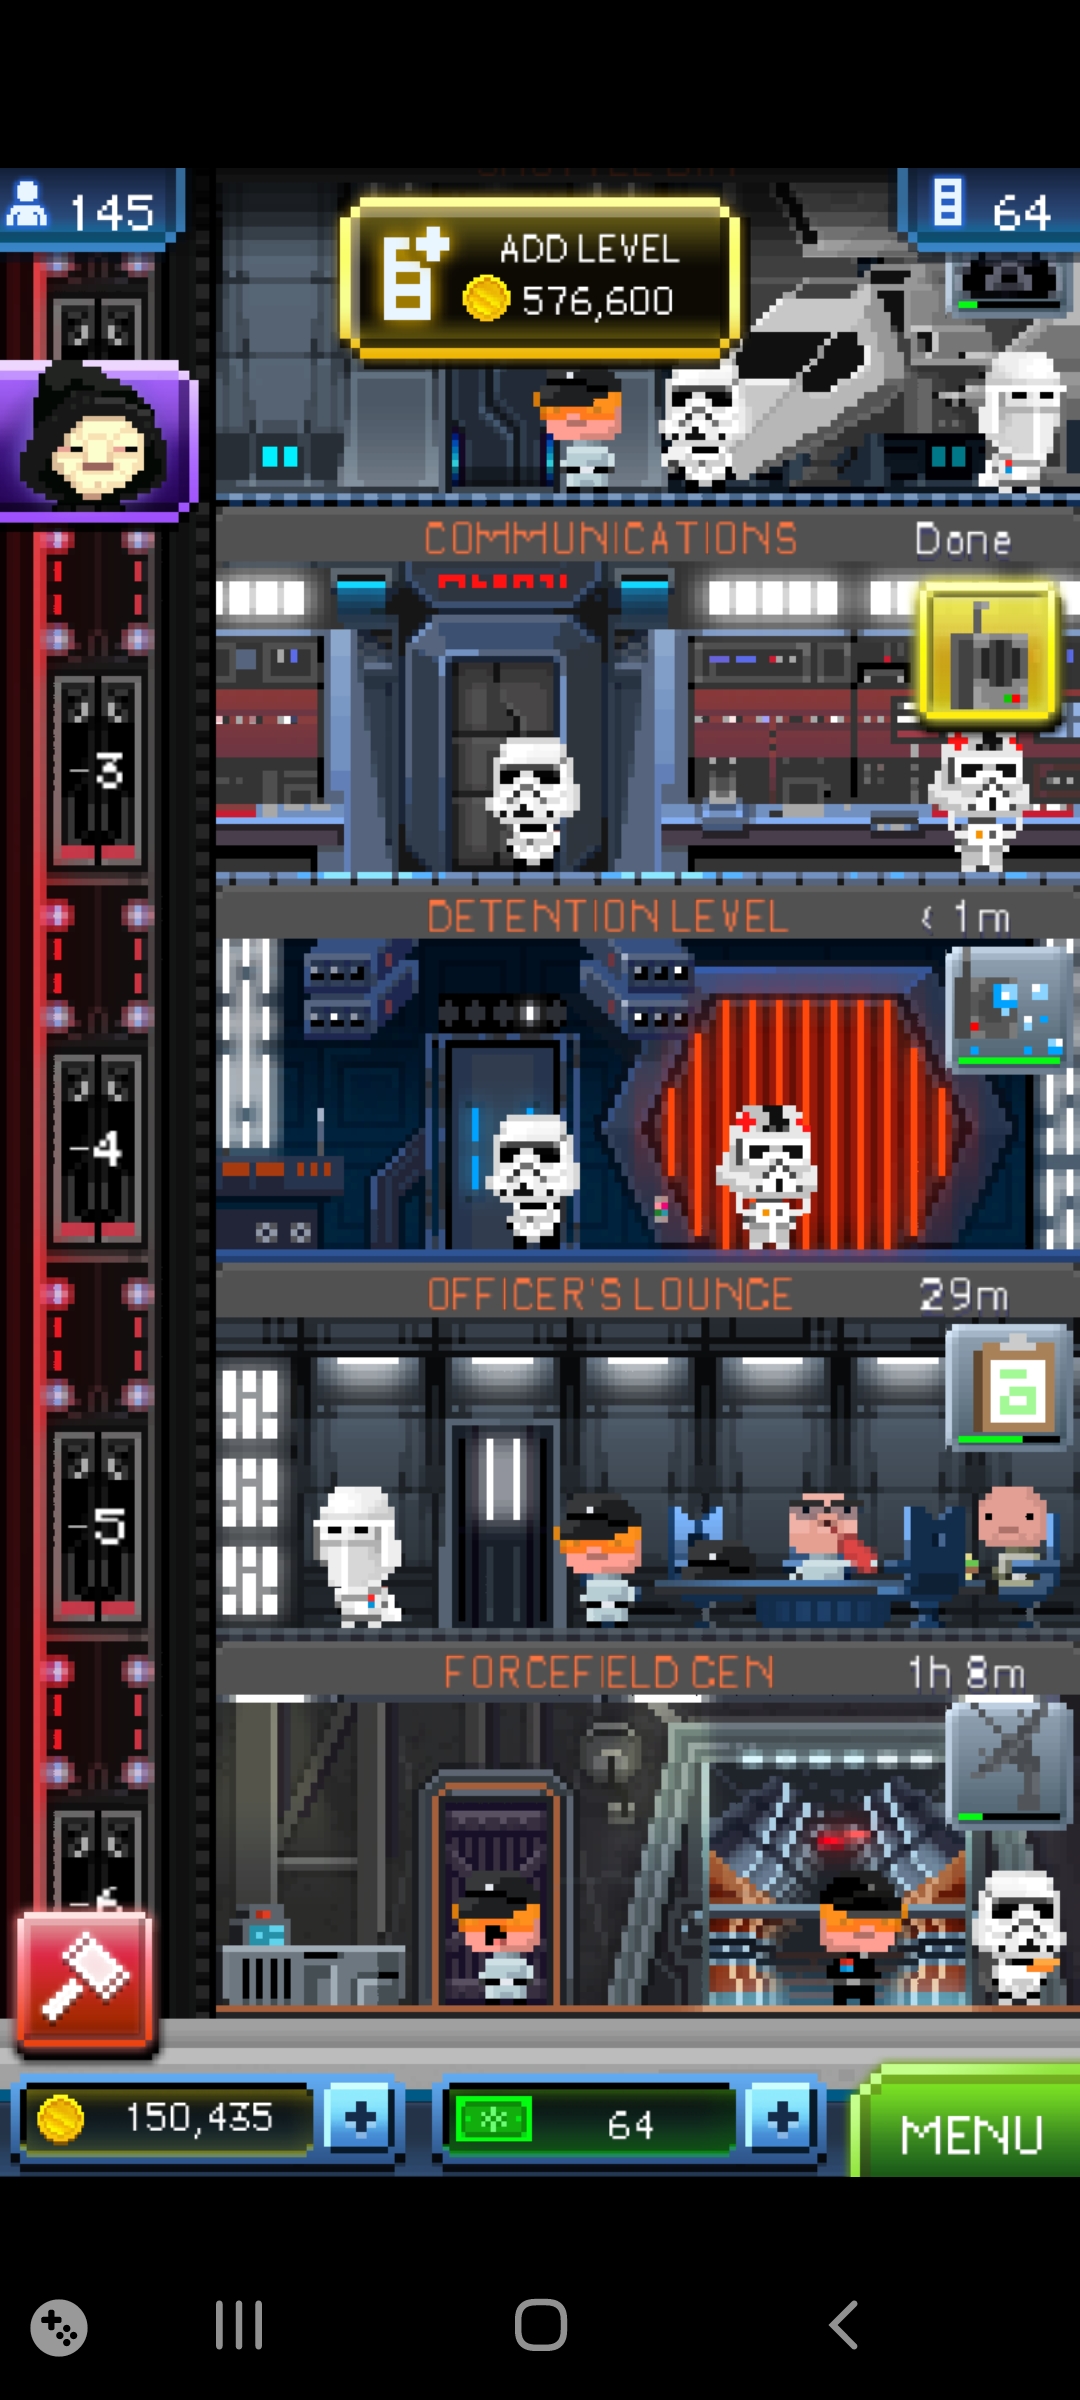 145
ADD LEVEL
576,600
64
COMMUNICATIONS
Done
-3
DETENTION LEVEL
< 1m
-4
OFFICER'S LOUNGE
29m
a
-5
FORCEFIELD GEN
1h 8m
-6
150,435
+
64
+
MENU